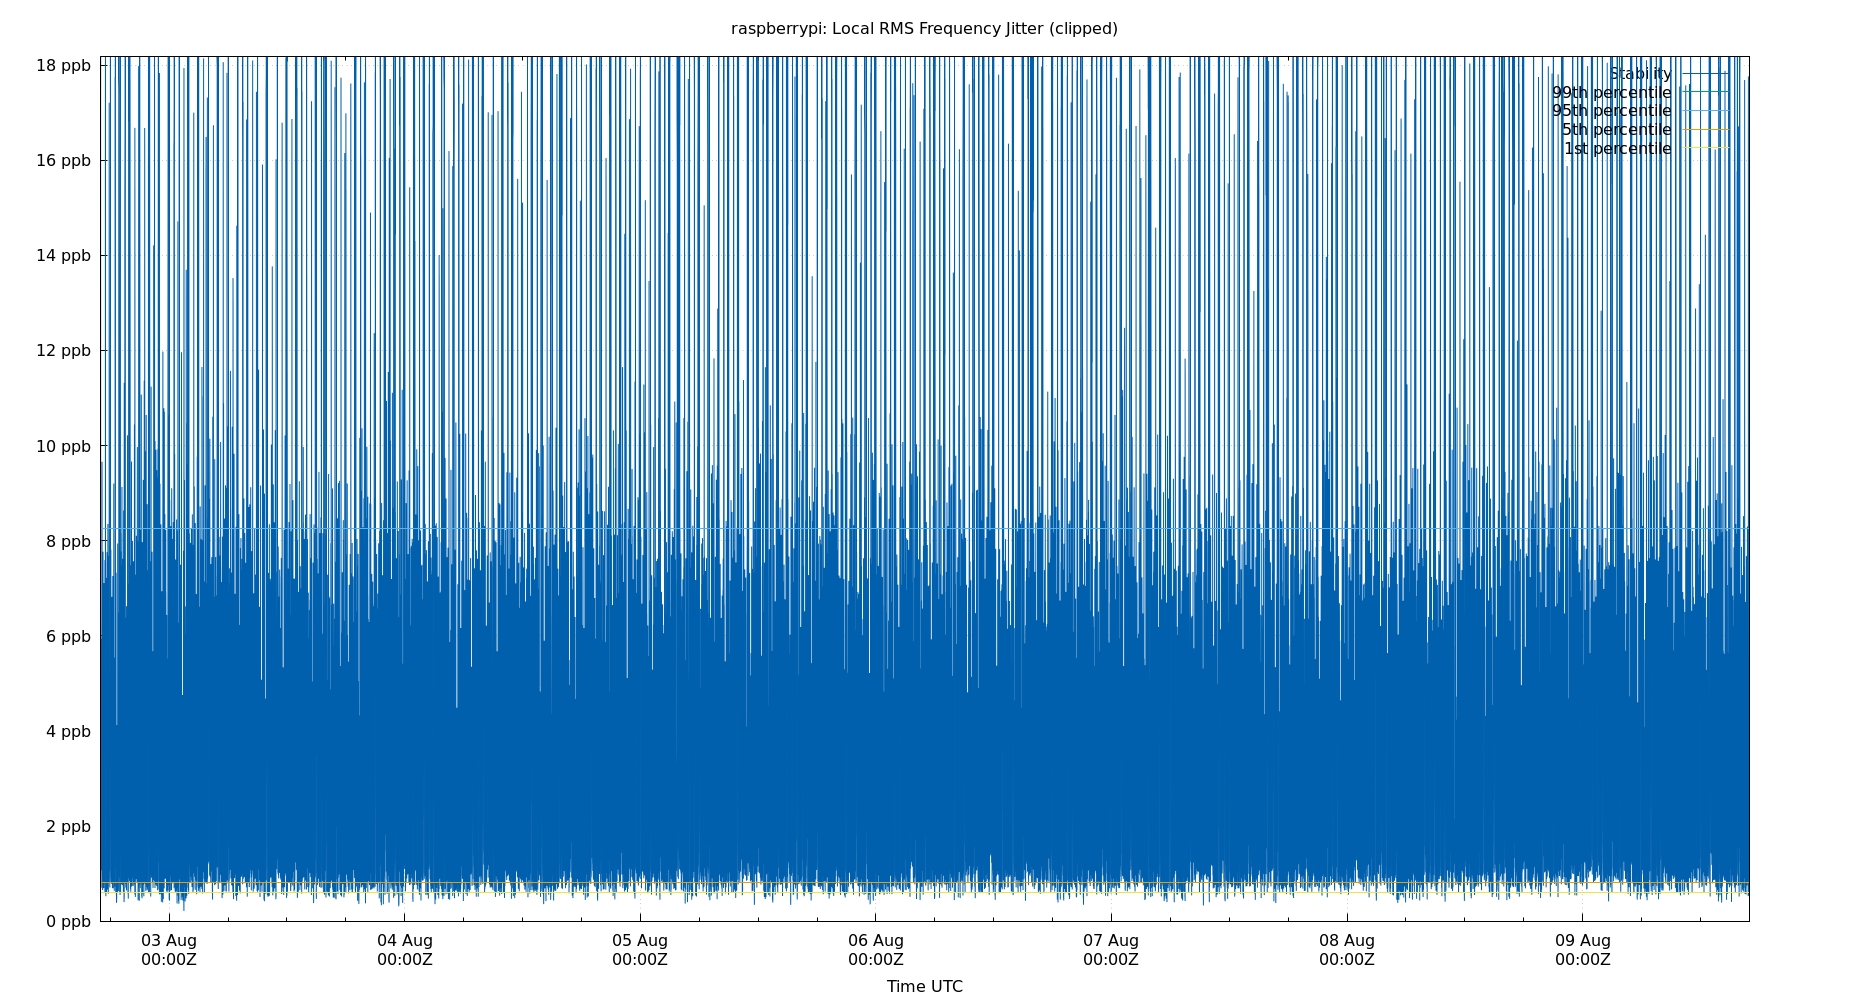 raspberrypi: Local RMS Frequency Jitter (clipped)
18 ppb
16 ppb
14 ppb
12 ppb
10 ppb
8 ppb
6 ppb
4 ppb
2 ppb
0 ppb
Stability
99th percentile
95th percentile
5th percentile
1st percentile
03 Aug
00:00Z
04 Aug
00:00Z
05 Aug
00:00Z
06 Aug
00:00Z
07 Aug
00:00Z
08 Aug
00:00Z
09 Aug
00:00Z
Time UTC